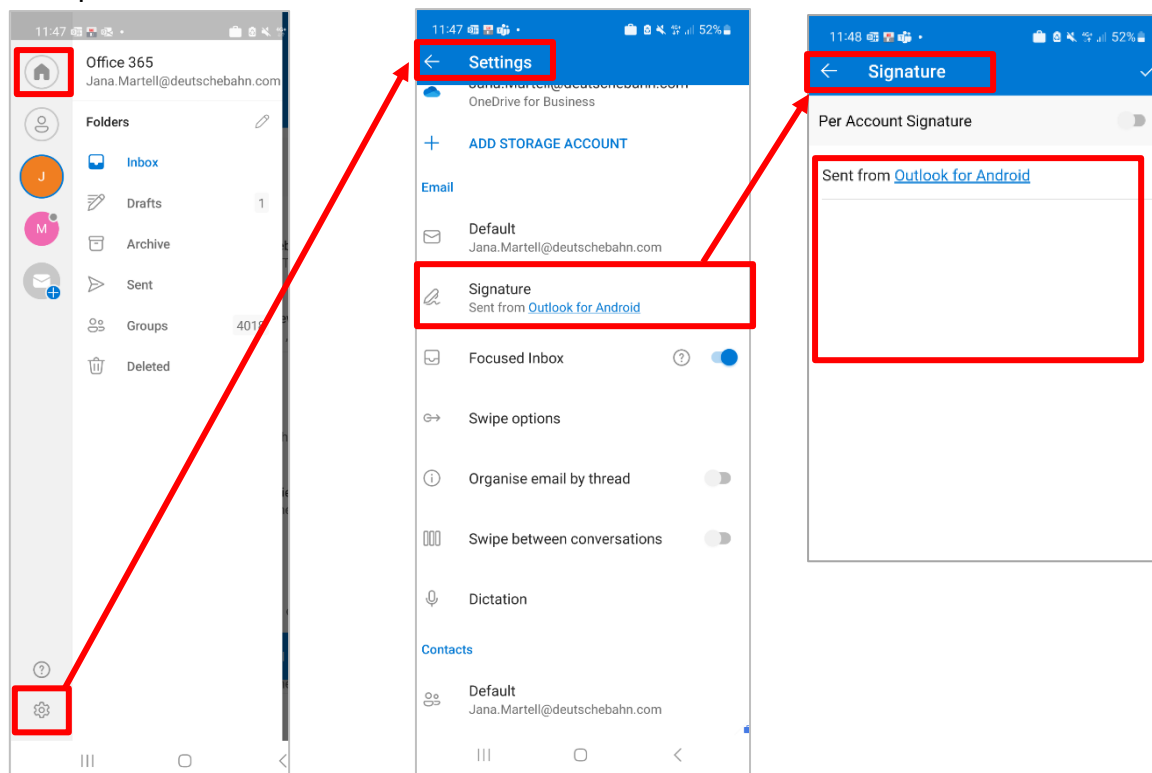 11:47
Office 365
Jana.Martell@deutschebahn.com
Folders
Inbox
Drafts 1
Archive
Sent
Groups
Deleted
11:47 52%
Settings
OneDrive for Business
ADD STORAGE ACCOUNT
Email
Default
Jana.Martell@deutschebahn.com
Signature
Sent from Outlook for Android
Focused Inbox
Swipe options
Organise email by thread
Swipe between conversations
Dictation
Contacts
Default
Jana.Martell@deutschebahn.com
11:48 52%
Signature
Per Account Signature
Sent from Outlook for Android
J
M